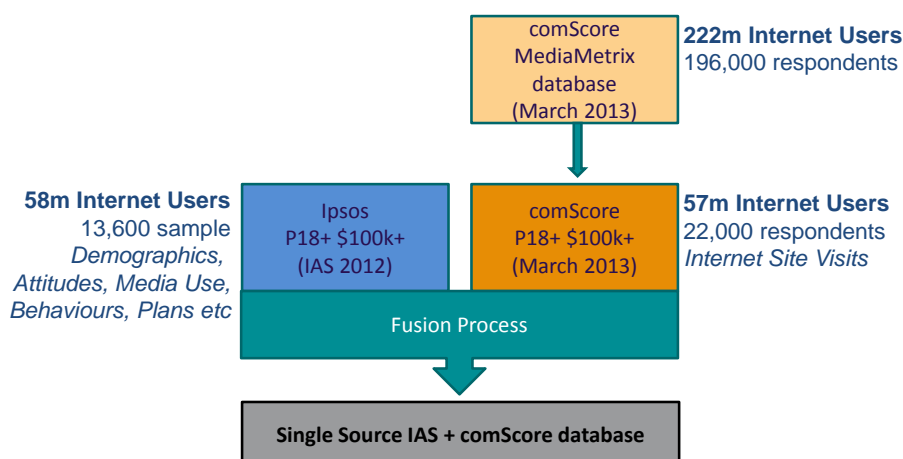 comScore
MediaMetrix
database
(March 2013)
222m Internet Users
196,000 respondents
58m Internet Users
13,600 sample
Demographics,
Attitudes, Media Use,
Behaviours, Plans etc
Ipsos
P18+ $100k+
(IAS 2012)
comScore
P18+ $100k+
(March 2013)
57m Internet Users
22,000 respondents
Internet Site Visits
Fusion Process
Single Source IAS + comScore database